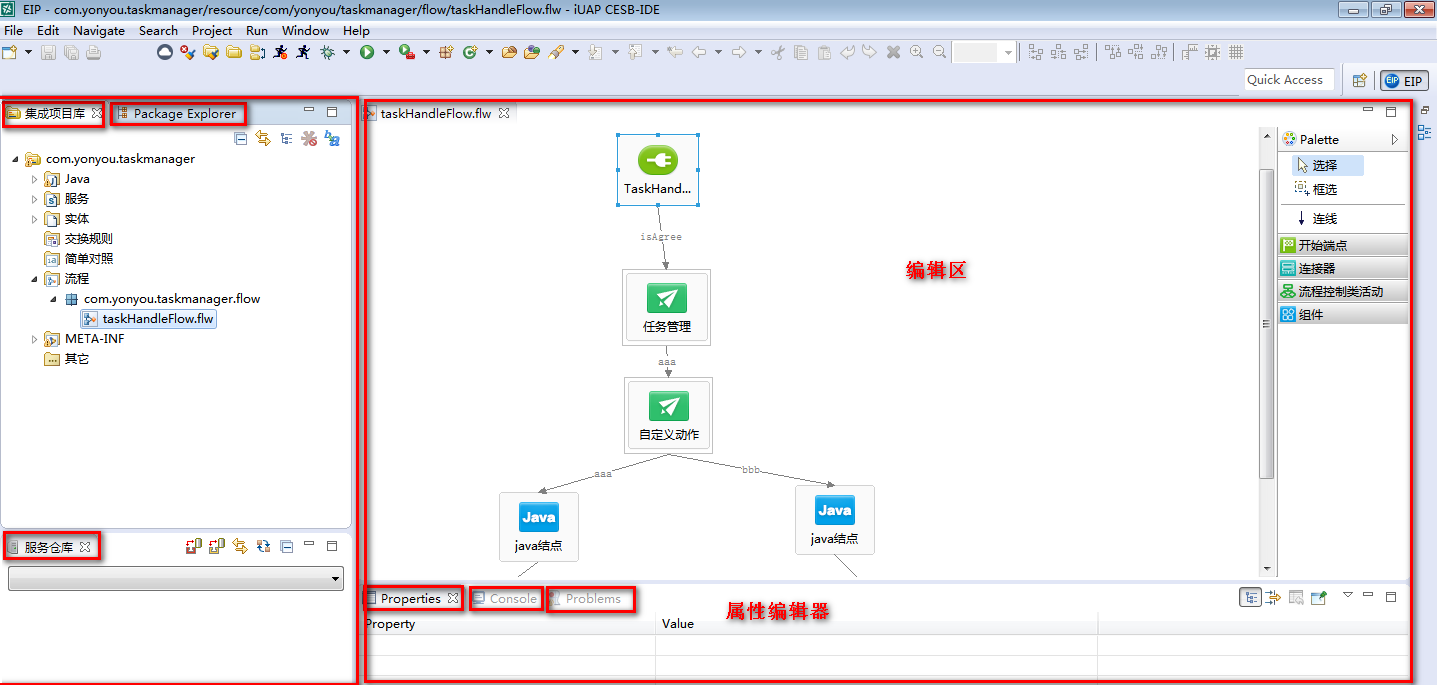 EIP - com.yonyou.taskmanager/resource/com/yonyou/taskmanager/flow/taskHandleFlow.flw - iUAP CESB-IDE
File Edit Navigate Search Project Run Window Help
Quick Access
EIP
集成项目库
Package Explorer
com.yonyou.taskmanager
Java
服务
实体
交换规则
简单对照
流程
com.yonyou.taskmanager.flow
taskHandleFlow.flw
META-INF
其它
服务仓库
taskHandleFlow.flw
TaskHand...
isAgree
任务管理
aaa
自定义动作
aaa
bbb
Java
java结点
Java
java结点
编辑区
Palette
选择
框选
连线
开始端点
连接器
流程控制类活动
组件
Properties
Console
Problems
属性编辑器
Property
Value